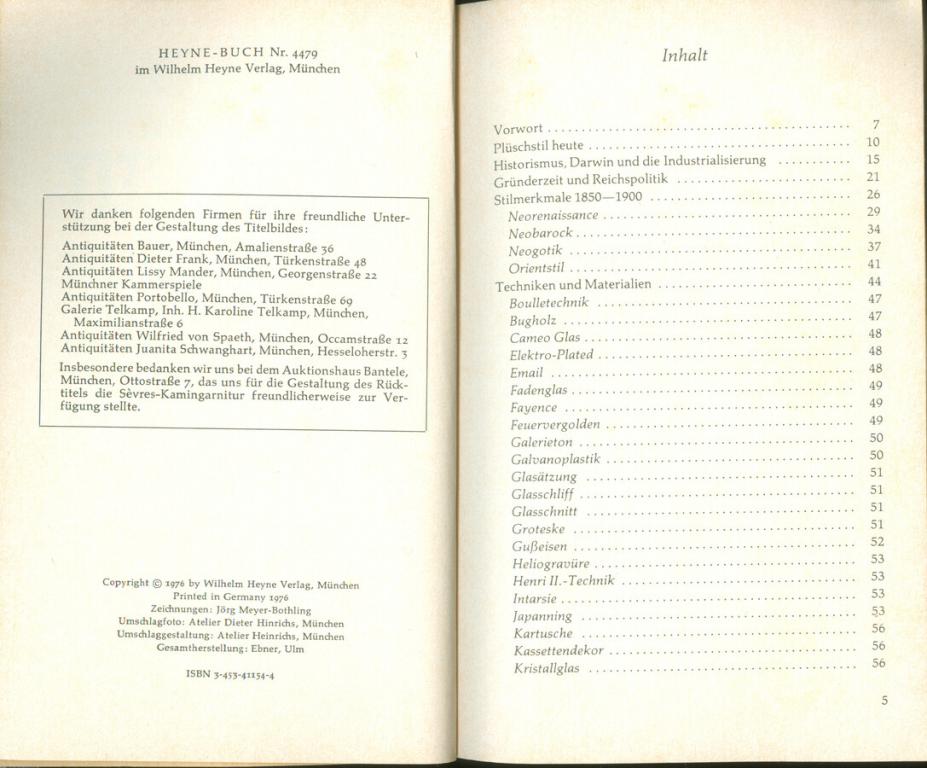 HEYNE-BUCH Nr. 4479
im Wilhelm Heyne Verlag, München
Wir danken folgenden Firmen für ihre freundliche Unter-
stützung bei der Gestaltung des Titelbildes:
Antiquitäten Bauer, München, Amalienstraße 36
Antiquitäten Dieter Frank, München, Türkenstraße 48
Antiquitäten Lissy Mander, München, Georgenstraße 22
Münchner Kammerspiele
Antiquitäten Portobello, München, Türkenstraße 69
Galerie Telkamp, Inh. H. Karoline Telkamp, München,
Maximilianstraße 6
Antiquitäten Wilfried von Spaeth, München, Occamstraße 12
Antiquitäten Juanita Schwanghart, München, Hesseloherstr. 3
Insbesondere bedanken wir uns bei dem Auktionshaus Bantele,
München, Ottostraße 7, das uns für die Gestaltung des Rück-
titels die Sèvres-Kamingarnitur freundlicherweise zur Ver-
fügung stellte.
Copyright © 1976 by Wilhelm Heyne Verlag, München
Printed in Germany 1976
Zeichnungen: Jörg Meyer-Bothling
Umschlagfoto: Atelier Dieter Hinrichs, München
Umschlaggestaltung: Atelier Heinrichs, München
Gesamtherstellung: Ebner, Ulm
ISBN 3-453-41154-4
Inhalt
Vorwort 7
Plüschstil heute 10
Historismus, Darwin und die Industrialisierung 15
Gründerzeit und Reichspolitik 21
Stilmerkmale 1850—1900 26
Neorenaissance 29
Neobarock 34
Neogotik 37
Orientstil 41
Techniken und Materialien 44
Boulletechnik 47
Bugholz 47
Cameo Glas 48
Elektro-Plated 48
Email 48
Fadenglas 49
Fayence 49
Feuervergolden 49
Galerieton 50
Galvanoplastik 50
Glasätzung 51
Glasschliff 51
Glasschnitt 51
Groteske 51
Gußeisen 52
Heliogravüre 53
Henri II.-Technik 53
Intarsie 53
Japanning 53
Kartusche 56
Kassettendekor 56
Kristallglas 56
5